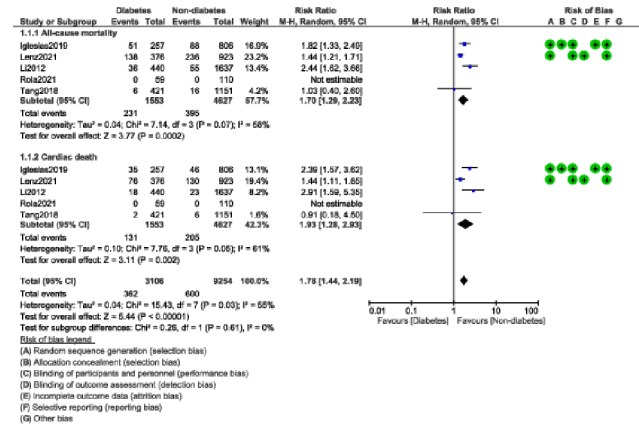 Diabetes Non-diabetes Risk Ratio Risk Ratio Risk of Bias
Study or Subgroup Events Total Events Total Weight M-H, Random, 95% CI M-H, Random, 95% CI A B C D E F G
1.1.1 All-cause mortality
Iglesias2019 51 257 88 806 16.9% 1.82 [1.33, 2.49]
Lenz2021 138 376 236 923 23.2% 1.44 [1.21, 1.71]
Li2012 36 440 55 1637 13.4% 2.44 [1.62, 3.66]
Rola2021 0 59 0 110 Not estimable
Tang2018 6 421 16 1151 4.2% 1.03 [0.40, 2.60]
Subtotal (95% CI) 1553 4627 57.7% 1.70 [1.29, 2.23]
Total events 231 395
Heterogeneity: Tau² = 0.04; Chi² = 7.14, df = 3 (P = 0.07); I² = 58%
Test for overall effect: Z = 3.77 (P = 0.0002)
1.1.2 Cardiac death
Iglesias2019 35 257 46 806 13.1% 2.39 [1.57, 3.62]
Lenz2021 76 376 130 923 19.4% 1.44 [1.11, 1.85]
Li2012 18 440 23 1637 8.2% 2.91 [1.59, 5.35]
Rola2021 0 59 0 110 Not estimable
Tang2018 2 421 6 1151 1.6% 0.91 [0.18, 4.50]
Subtotal (95% CI) 1553 4627 42.3% 1.93 [1.28, 2.93]
Total events 131 205
Heterogeneity: Tau² = 0.10; Chi² = 7.76, df = 3 (P = 0.05); I² = 61%
Test for overall effect: Z = 3.11 (P = 0.002)
Total (95% CI) 3106 9254 100.0% 1.78 [1.44, 2.19]
Total events 362 600
Heterogeneity: Tau² = 0.04; Chi² = 15.43, df = 7 (P = 0.03); I² = 55%
Test for overall effect: Z = 5.44 (P < 0.00001)
Test for subgroup differences: Chi² = 0.26, df = 1 (P = 0.61), I² = 0%
0.01 0.1 1 10 100
Favours [Diabetes] Favours [Non-diabetes]
Risk of bias legend
(A) Random sequence generation (selection bias)
(B) Allocation concealment (selection bias)
(C) Blinding of participants and personnel (performance bias)
(D) Blinding of outcome assessment (detection bias)
(E) Incomplete outcome data (attrition bias)
(F) Selective reporting (reporting bias)
(G) Other bias